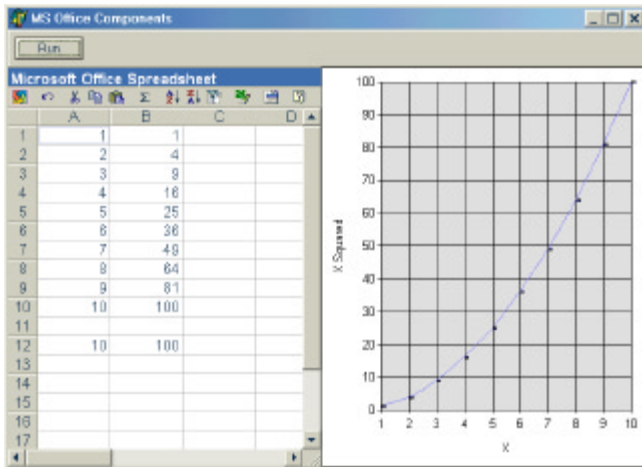 MS Office Components
Run
Microsoft Office Spreadsheet
A B C D
1 1 1
2 2 4
3 3 9
4 4 16
5 5 25
6 6 36
7 7 49
8 8 64
9 9 81
10 10 100
11
12 10 100
13
14
15
16
17
100
90
80
70
60
50
40
30
20
10
0
X Squared
1 2 3 4 5 6 7 8 9 10
X